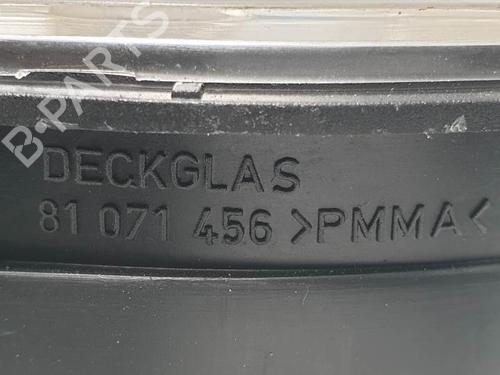 B-PARTS
DECKGLAS
81 071 456 >PMMA<